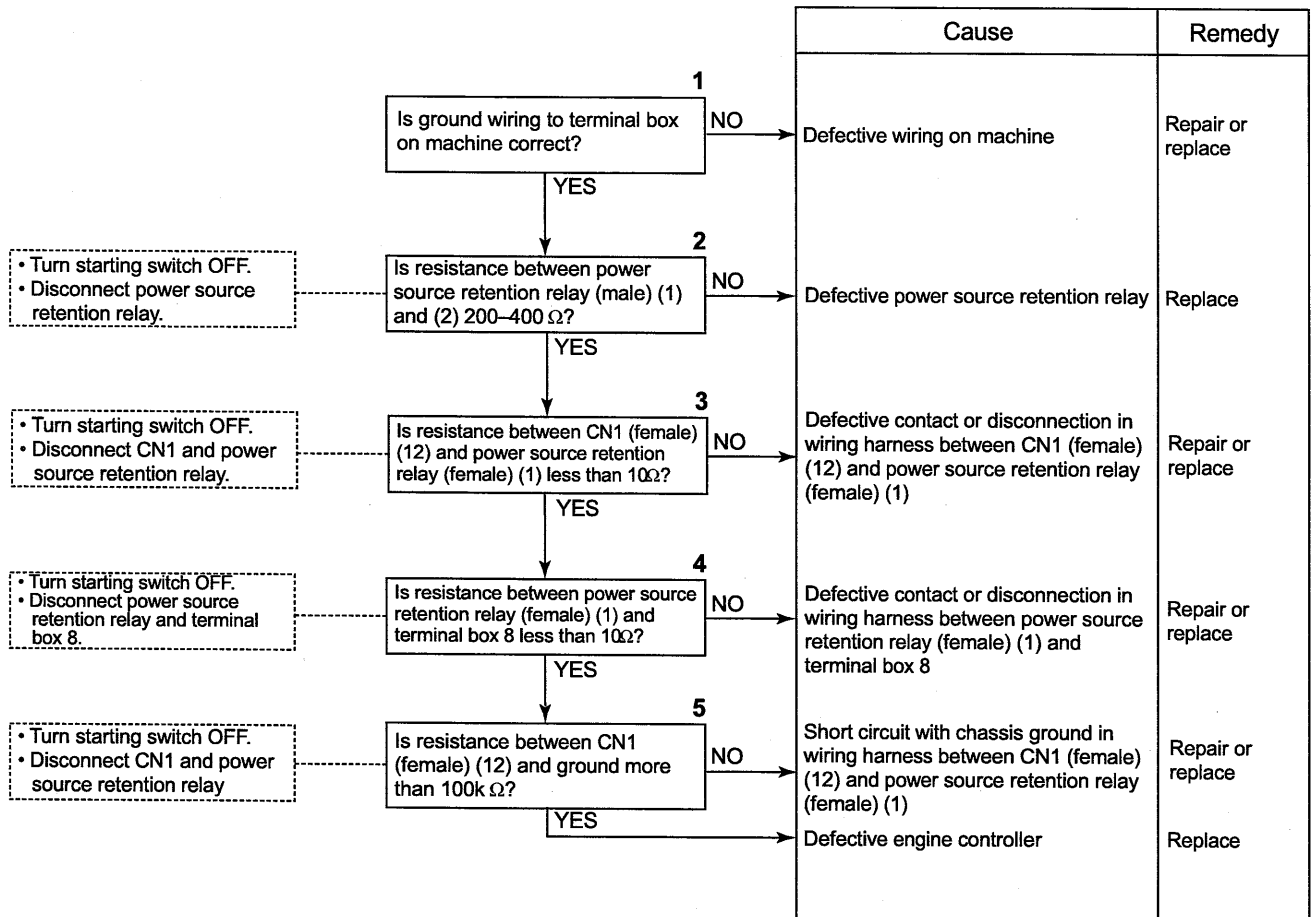 Cause
Remedy
1
Is ground wiring to terminal box
on machine correct?
NO
Defective wiring on machine
Repair or
replace
YES
• Turn starting switch OFF.
• Disconnect power source
retention relay.
2
Is resistance between power
source retention relay (male) (1)
and (2) 200–400 Ω?
NO
Defective power source retention relay
Replace
YES
• Turn starting switch OFF.
• Disconnect CN1 and power
source retention relay.
3
Is resistance between CN1 (female)
(12) and power source retention
relay (female) (1) less than 10Ω?
NO
Defective contact or disconnection in
wiring harness between CN1 (female)
(12) and power source retention relay
(female) (1)
Repair or
replace
YES
• Turn starting switch OFF.
• Disconnect power source
retention relay and terminal
box 8.
4
Is resistance between power source
retention relay (female) (1) and
terminal box 8 less than 10Ω?
NO
Defective contact or disconnection in
wiring harness between power source
retention relay (female) (1) and
terminal box 8
Repair or
replace
YES
• Turn starting switch OFF.
• Disconnect CN1 and power
source retention relay
5
Is resistance between CN1
(female) (12) and ground more
than 100k Ω?
NO
Short circuit with chassis ground in
wiring harness between CN1 (female)
(12) and power source retention relay
(female) (1)
Repair or
replace
YES
Defective engine controller
Replace